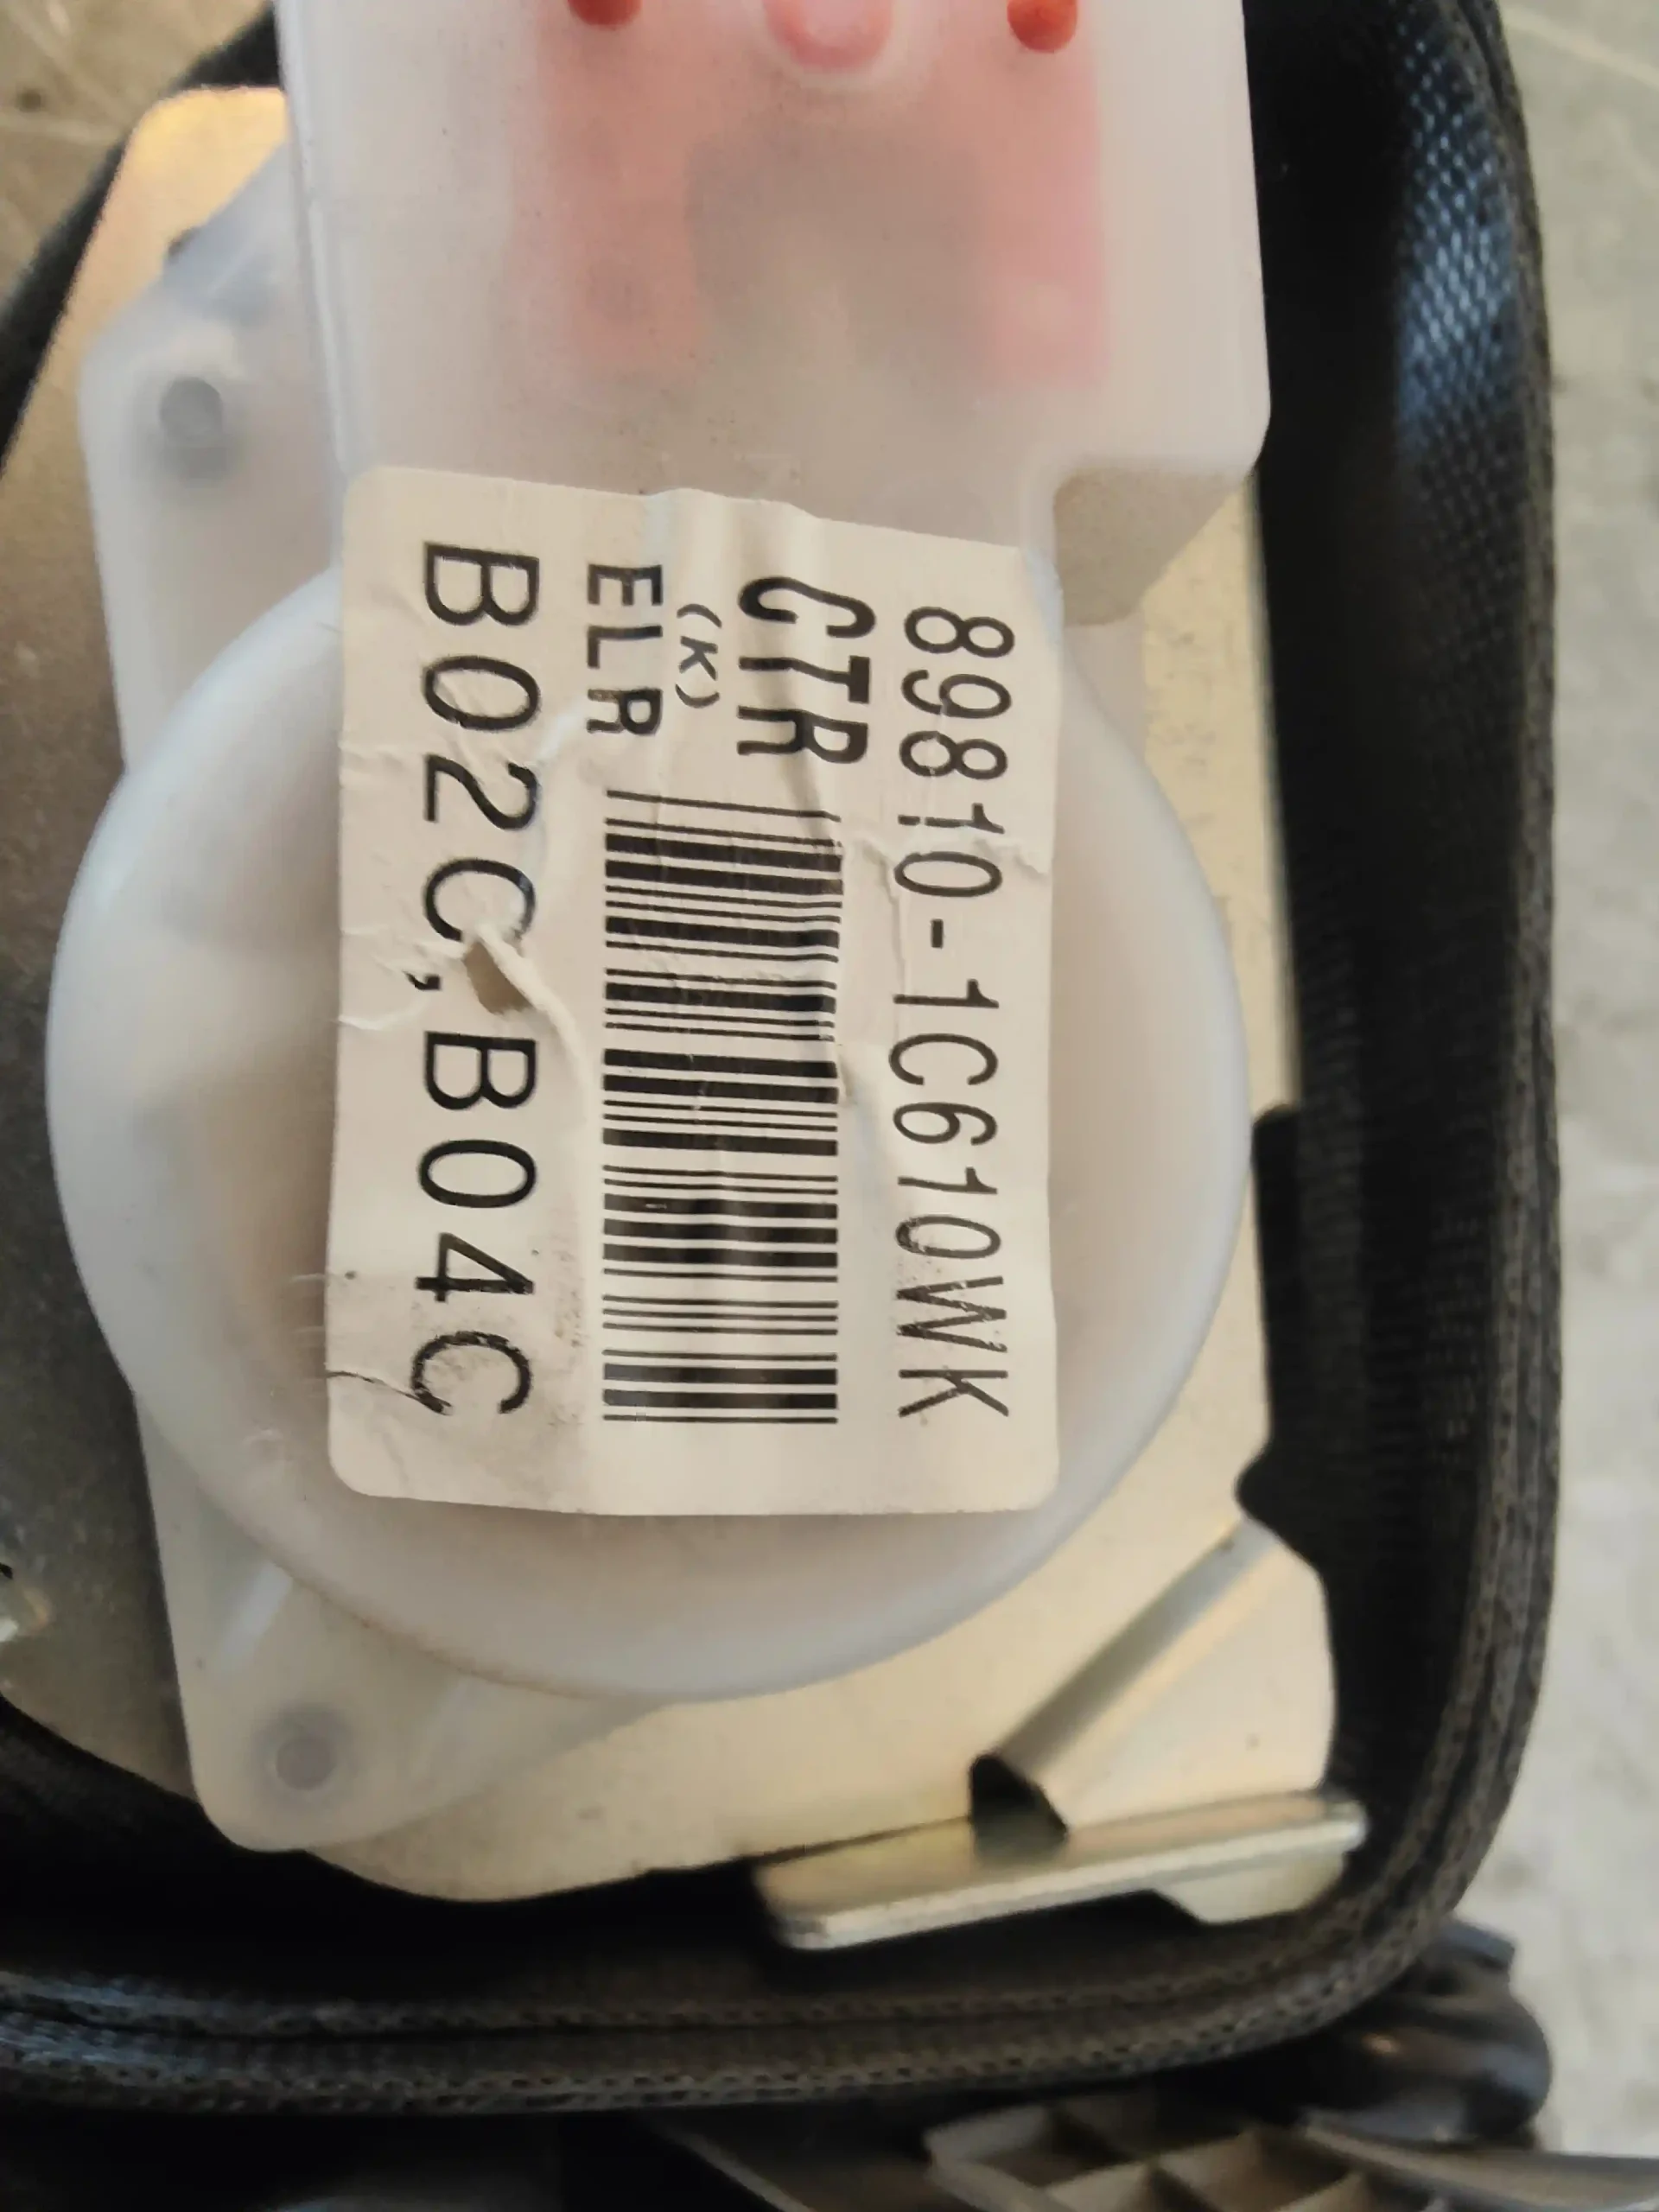 89810-1C610WK
CTR
(K)
ELR
B02C,B04C